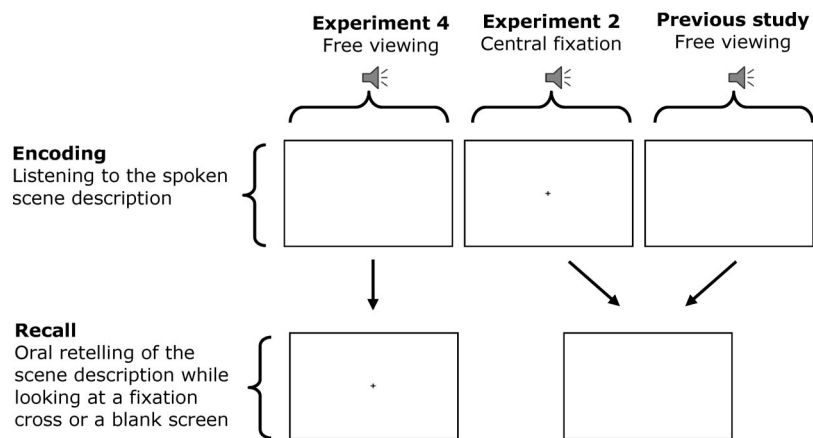 Experiment 4
Free viewing
Experiment 2
Central fixation
Previous study
Free viewing
Encoding
Listening to the spoken
scene description
Recall
Oral retelling of the
scene description while
looking at a fixation
cross or a blank screen